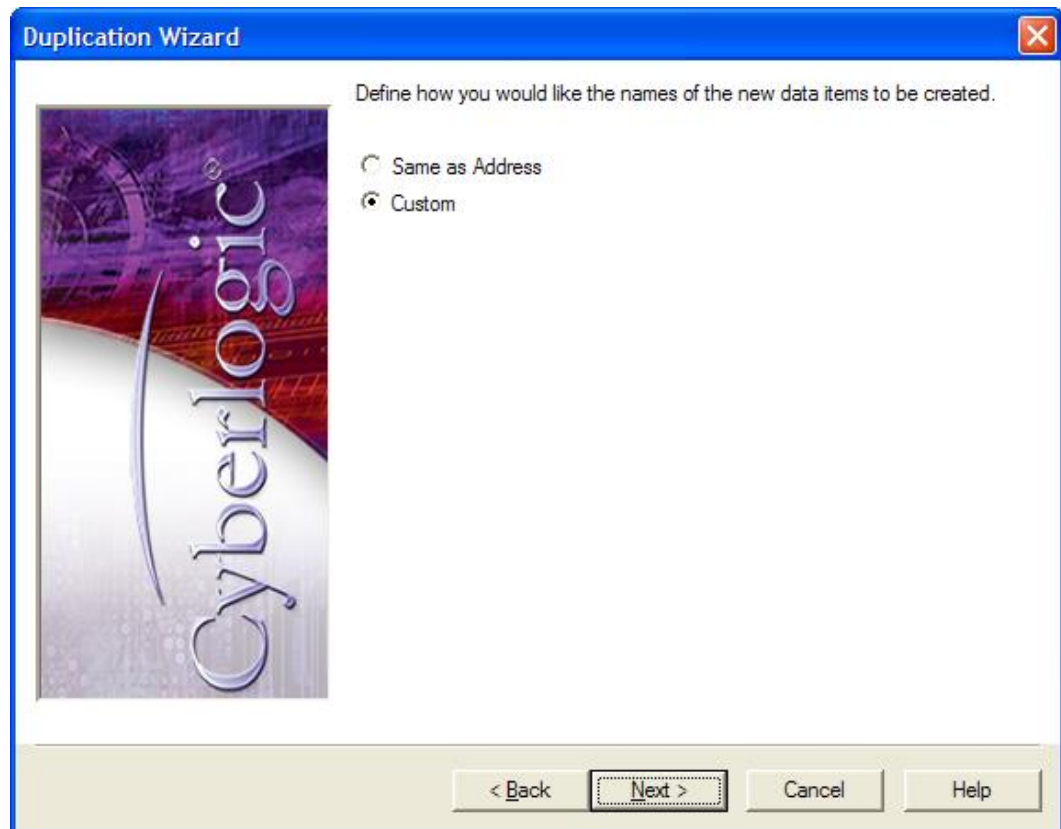 Duplication Wizard
Define how you would like the names of the new data items to be created.
Same as Address
Custom
Cyberlogic®
< Back
Next >
Cancel
Help